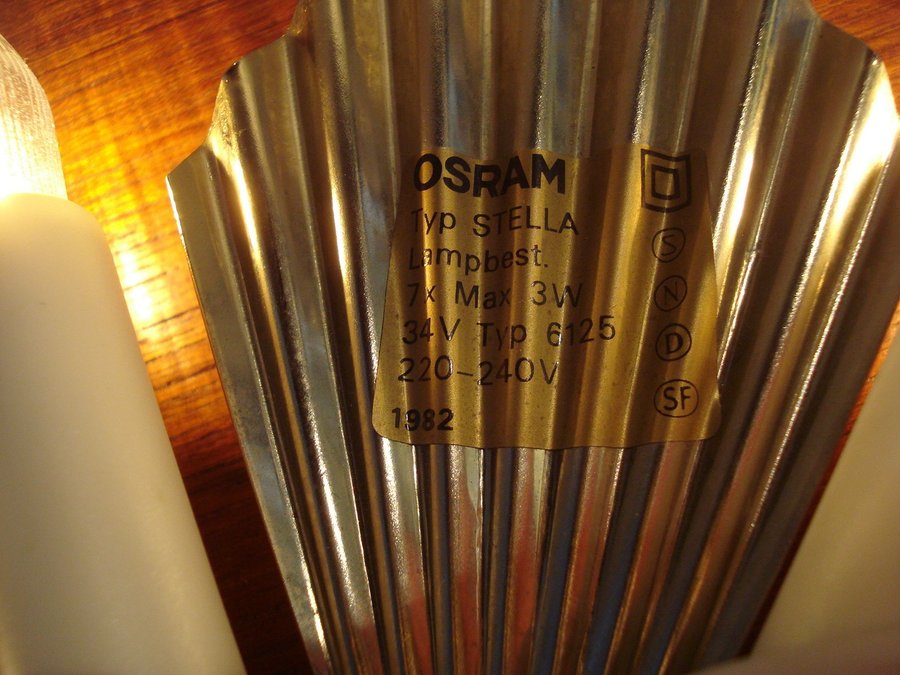 OSRAM
Typ STELLA
Lampbest.
7x Max 3W
34V Typ 6125
220-240V
1982
S
N
D
SF